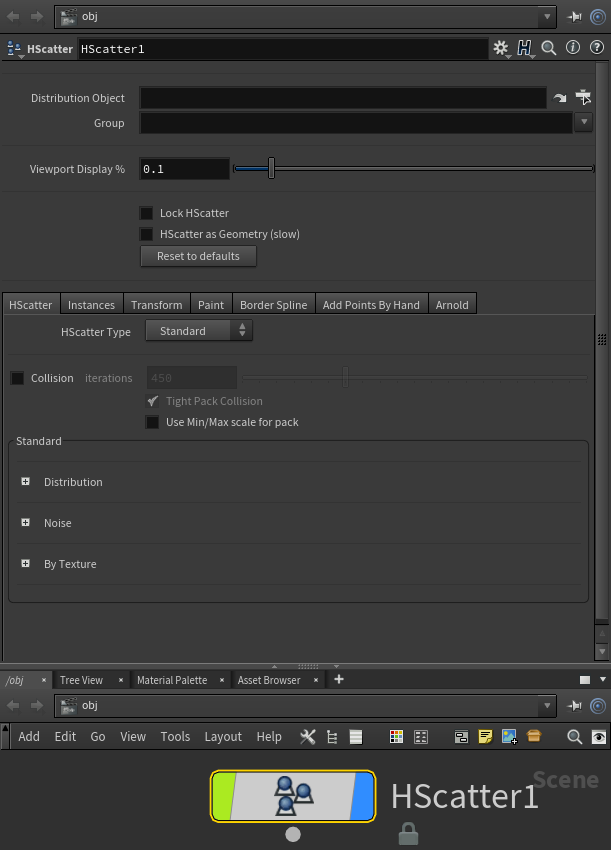 obj
HScatter HScatter1
Distribution Object
Group
Viewport Display % 0.1
Lock HScatter
HScatter as Geometry (slow)
Reset to defaults
HScatter Instances Transform Paint Border Spline Add Points By Hand Arnold
HScatter Type Standard
Collision iterations 450
Tight Pack Collision
Use Min/Max scale for pack
Standard
Distribution
Noise
By Texture
/obj Tree View Material Palette Asset Browser
obj
Add Edit Go View Tools Layout Help
Scene
HScatter1